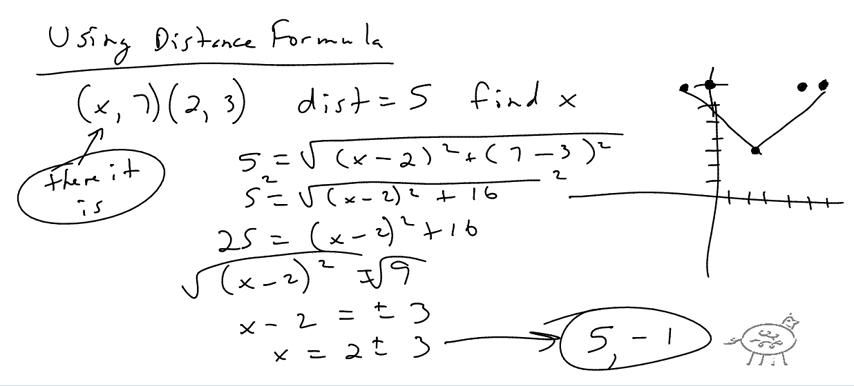 Using Distance Formula
(x, 7)(2, 3) dist = 5 find x
there it
is
5 = √(x-2)² + (7-3)²
5² = √(x-2)² + 16 ²
25 = (x-2)² + 16
√(x-2)² = √9
x - 2 = ± 3
x = 2 ± 3 → 5, -1